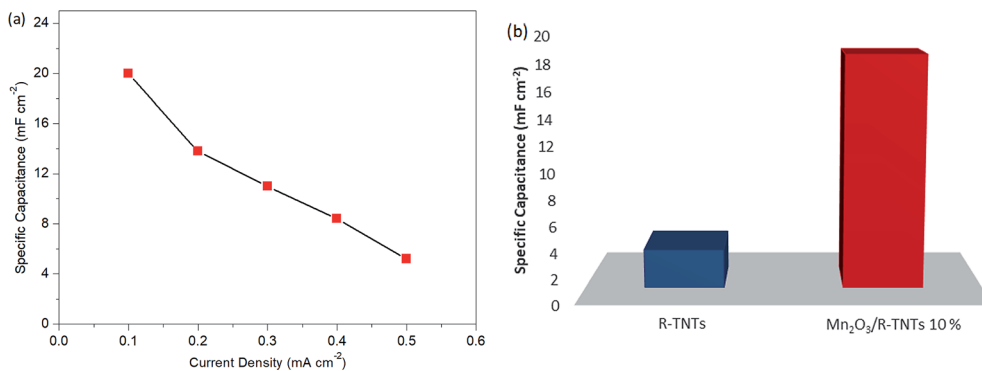 (a)
24
20
16
12
8
4
0
Specific Capacitance (mF cm⁻²)
0.0 0.1 0.2 0.3 0.4 0.5 0.6
Current Density (mA cm⁻²)
(b)
20
18
16
14
12
10
8
6
4
2
0
Specific Capacitance (mF cm⁻²)
R-TNTs Mn₂O₃/R-TNTs 10 %